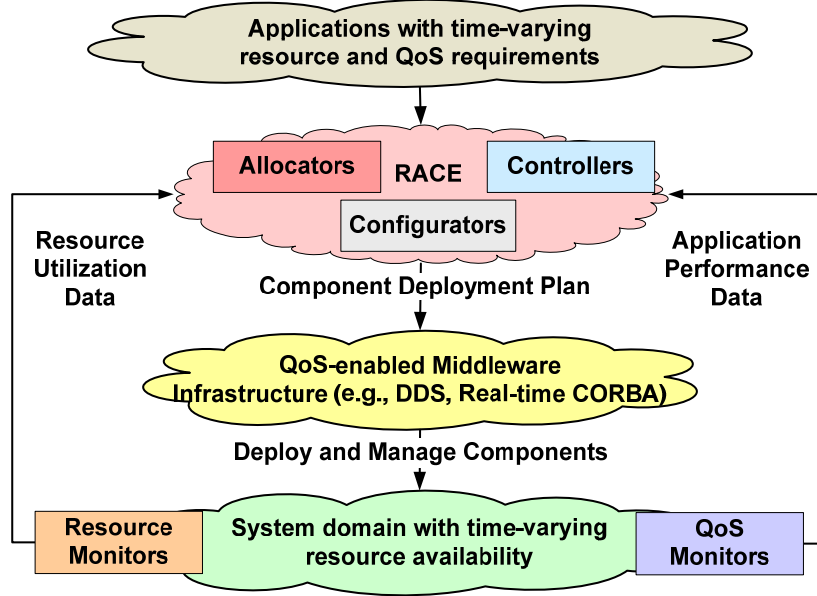 Applications with time-varying
resource and QoS requirements
Allocators
RACE
Controllers
Configurators
Resource
Utilization
Data
Application
Performance
Data
Component Deployment Plan
QoS-enabled Middleware
Infrastructure (e.g., DDS, Real-time CORBA)
Deploy and Manage Components
Resource
Monitors
System domain with time-varying
resource availability
QoS
Monitors